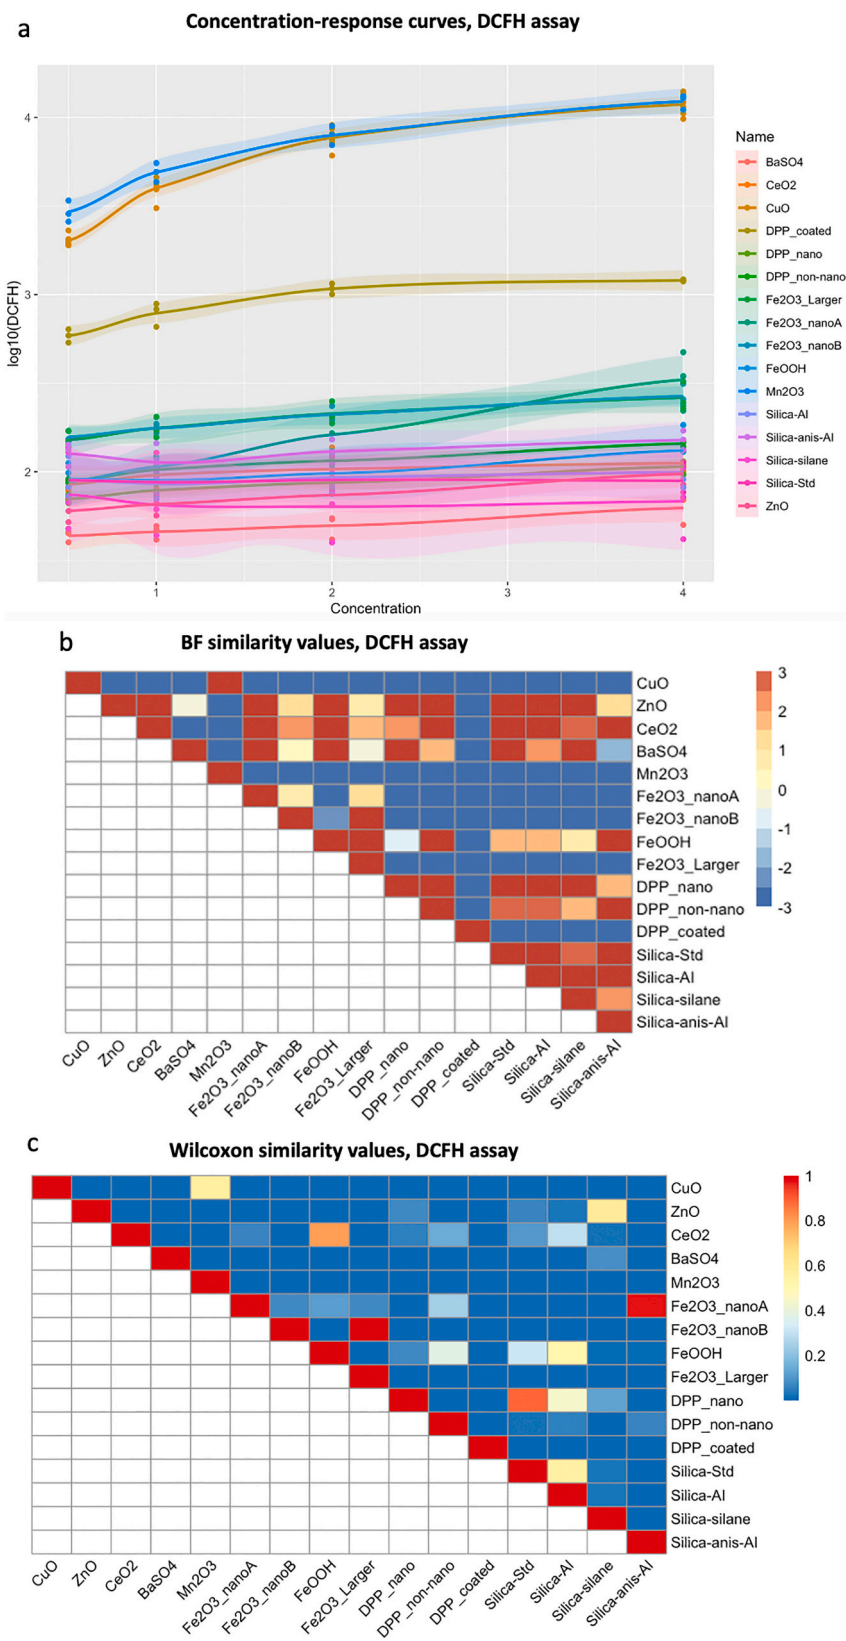 a
Concentration-response curves, DCFH assay
4
3
2
log10(DCFH)
1
2
3
4
Concentration
Name
BaSO4
CeO2
CuO
DPP_coated
DPP_nano
DPP_non-nano
Fe2O3_Larger
Fe2O3_nanoA
Fe2O3_nanoB
FeOOH
Mn2O3
Silica-Al
Silica-anis-Al
Silica-silane
Silica-Std
ZnO
b
BF similarity values, DCFH assay
CuO
ZnO
CeO2
BaSO4
Mn2O3
Fe2O3_nanoA
Fe2O3_nanoB
FeOOH
Fe2O3_Larger
DPP_nano
DPP_non-nano
DPP_coated
Silica-Std
Silica-Al
Silica-silane
Silica-anis-Al
3
2
1
0
-1
-2
-3
CuO
ZnO
CeO2
BaSO4
Mn2O3
Fe2O3_nanoA
Fe2O3_nanoB
FeOOH
Fe2O3_Larger
DPP_nano
DPP_non-nano
DPP_coated
Silica-Std
Silica-Al
Silica-silane
Silica-anis-Al
c
Wilcoxon similarity values, DCFH assay
CuO
ZnO
CeO2
BaSO4
Mn2O3
Fe2O3_nanoA
Fe2O3_nanoB
FeOOH
Fe2O3_Larger
DPP_nano
DPP_non-nano
DPP_coated
Silica-Std
Silica-Al
Silica-silane
Silica-anis-Al
1
0.8
0.6
0.4
0.2
CuO
ZnO
CeO2
BaSO4
Mn2O3
Fe2O3_nanoA
Fe2O3_nanoB
FeOOH
Fe2O3_Larger
DPP_nano
DPP_non-nano
DPP_coated
Silica-Std
Silica-Al
Silica-silane
Silica-anis-Al